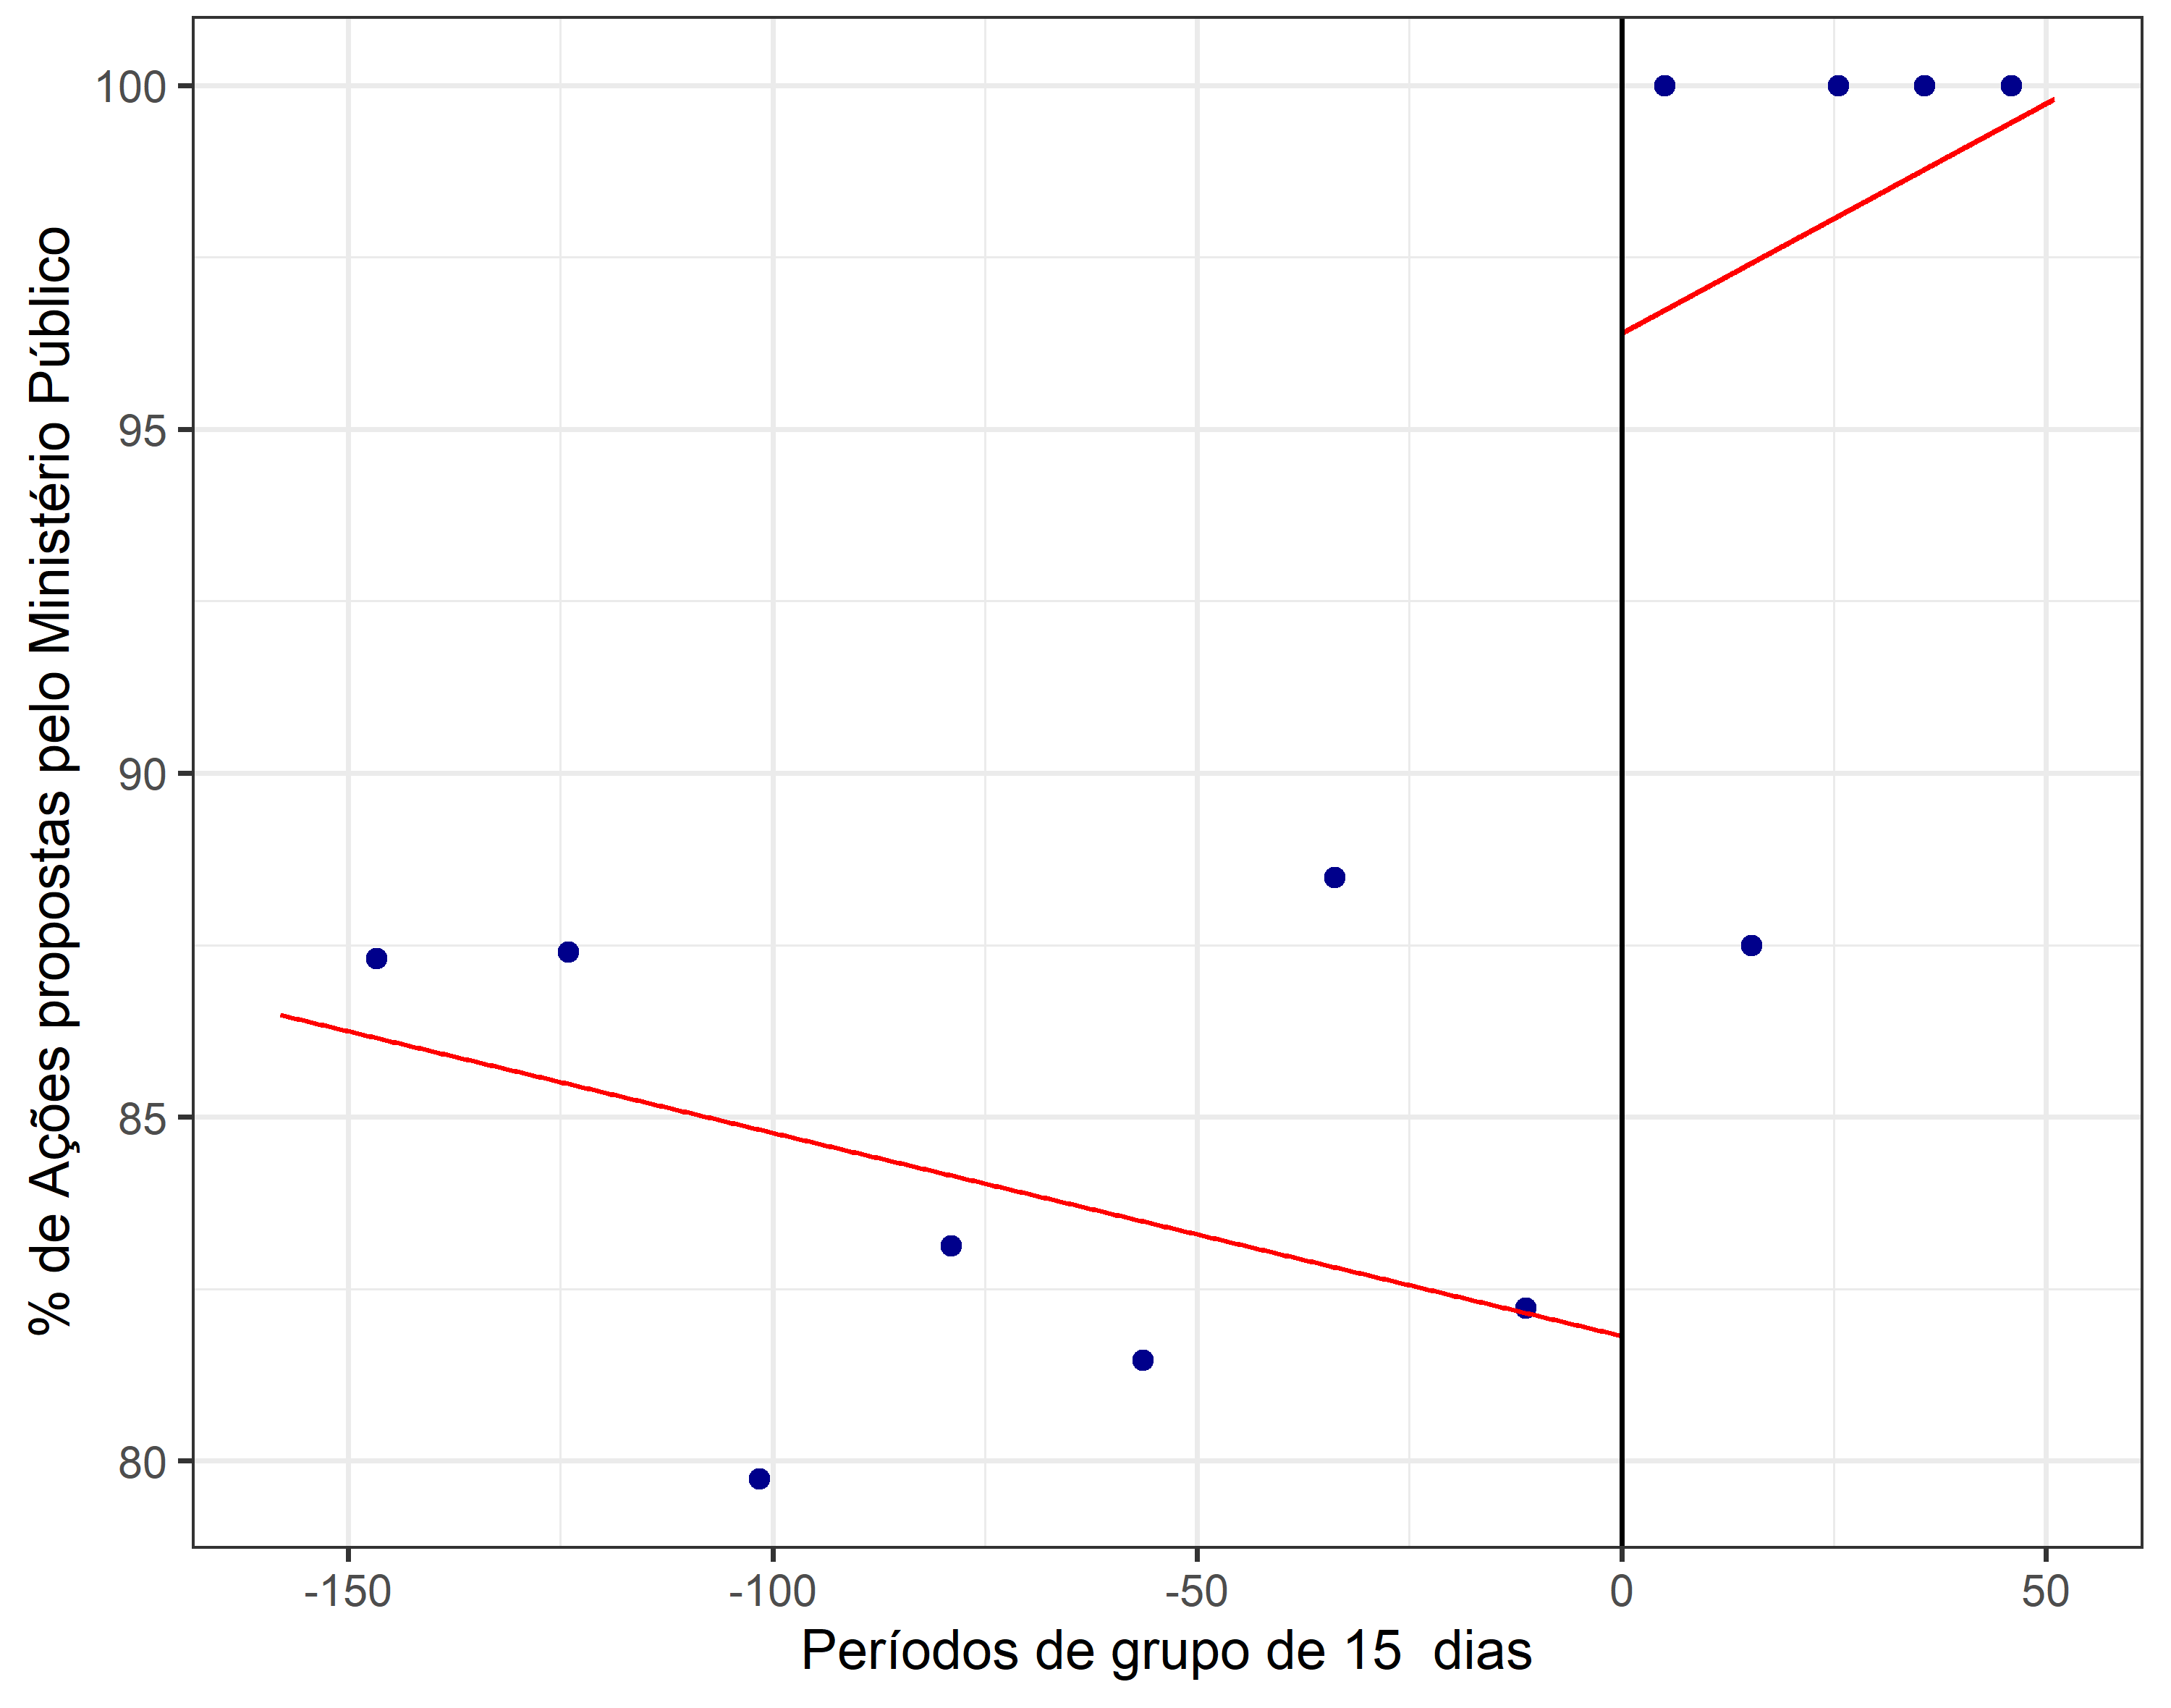 % de Ações propostas pelo Ministério Público
100
95
90
85
80
-150 -100 -50 0 50
Períodos de grupo de 15  dias